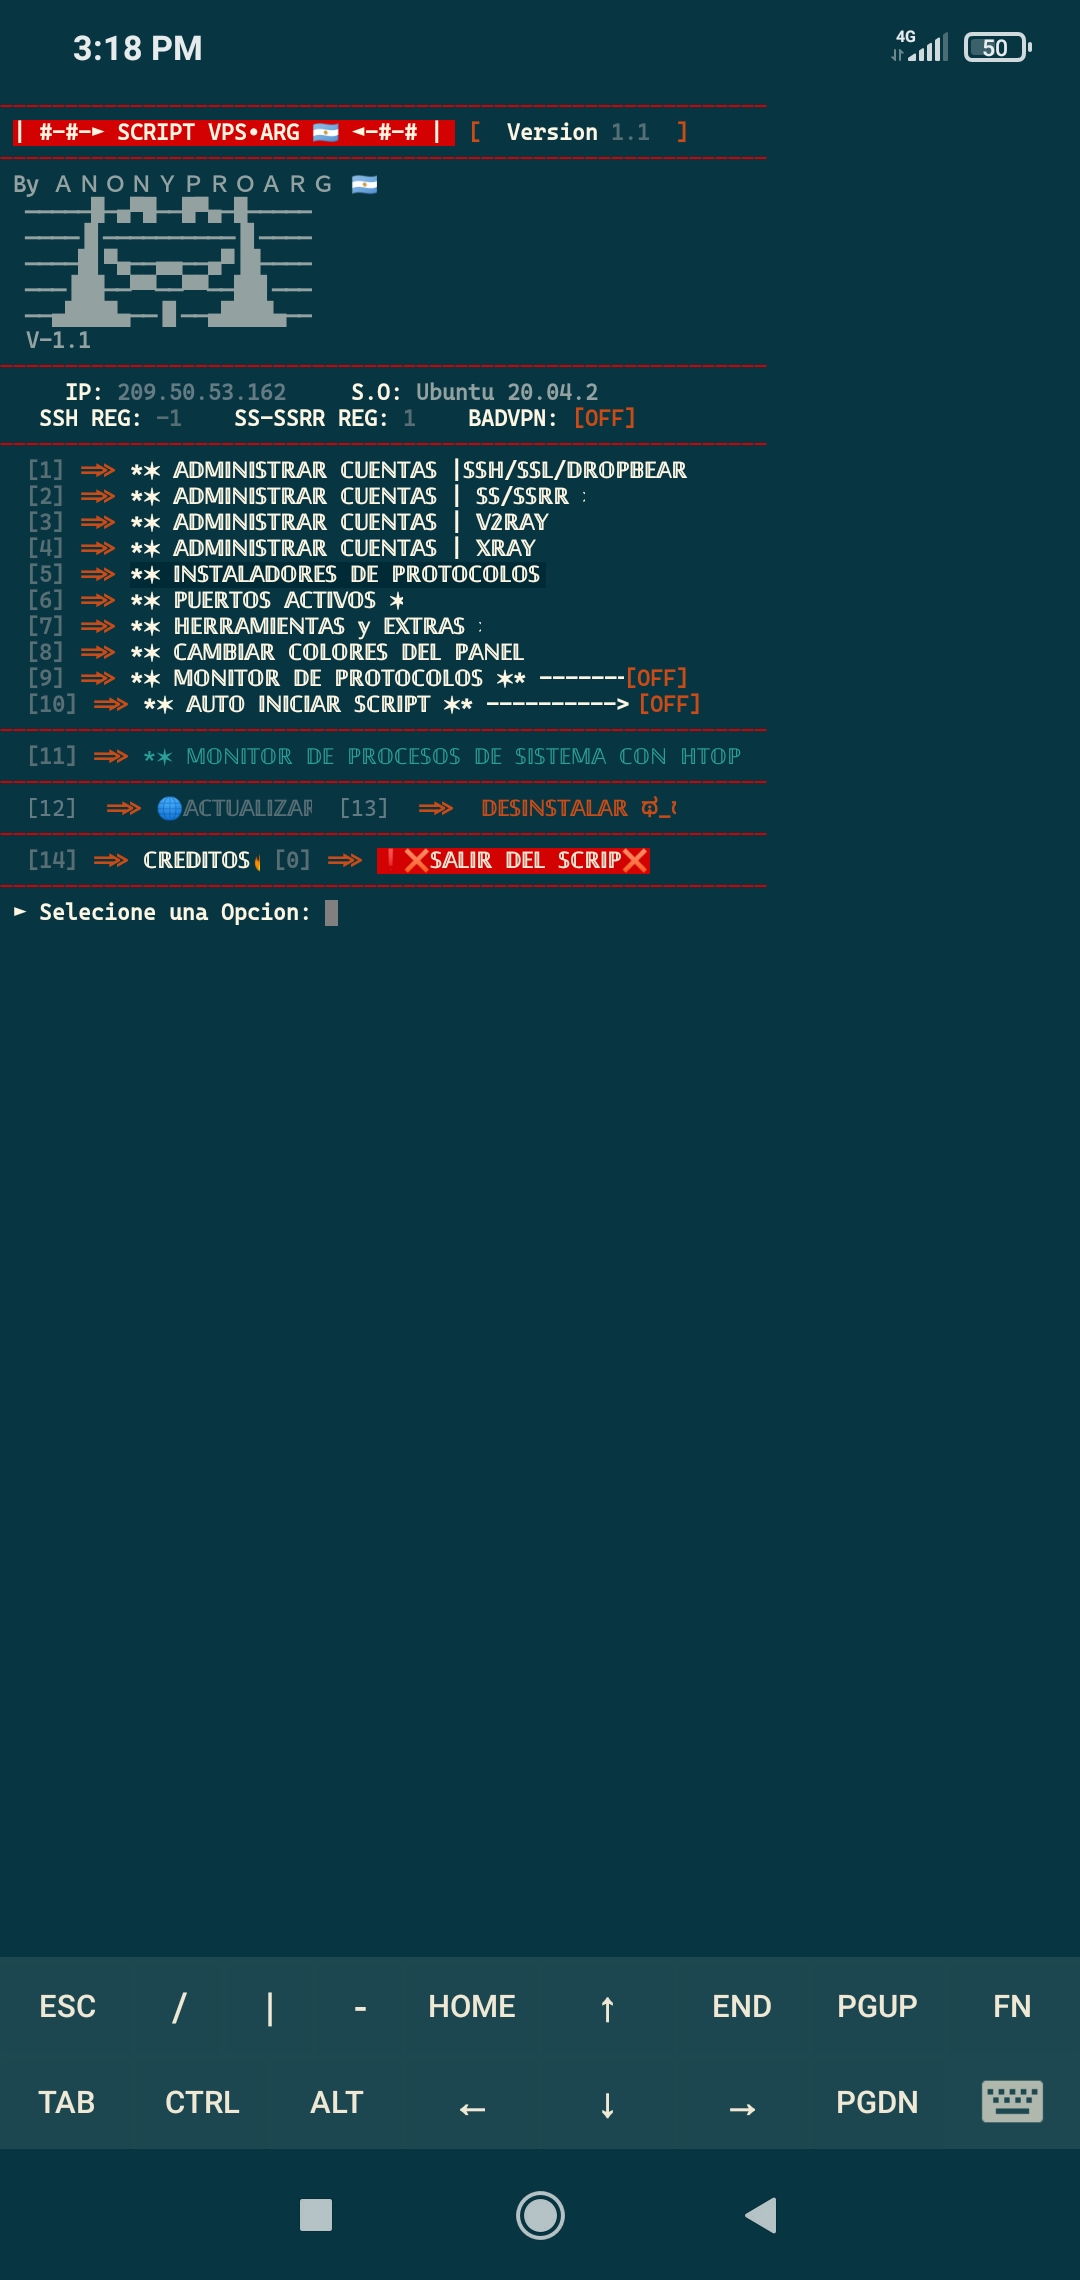 3:18 PM 4G 50
| #-#-► SCRIPT VPS•ARG 🇦🇷 ◄-#-# | [ Version 1.1 ]
By A N O N Y P R O A R G 🇦🇷
V-1.1
IP: 209.50.53.162 S.O: Ubuntu 20.04.2
SSH REG: -1 SS-SSRR REG: 1 BADVPN: [OFF]
[1] ⇛ *✶ 𝔸𝔻𝕄𝕀ℕ𝕀𝕊𝕋ℝ𝔸ℝ ℂ𝕌𝔼ℕ𝕋𝔸𝕊 |𝕊𝕊ℍ/𝕊𝕊𝕃/𝔻ℝ𝕆ℙ𝔹𝔼𝔸ℝ
[2] ⇛ *✶ 𝔸𝔻𝕄𝕀ℕ𝕀𝕊𝕋ℝ𝔸ℝ ℂ𝕌𝔼ℕ𝕋𝔸𝕊 | 𝕊𝕊/𝕊𝕊ℝℝ
[3] ⇛ *✶ 𝔸𝔻𝕄𝕀ℕ𝕀𝕊𝕋ℝ𝔸ℝ ℂ𝕌𝔼ℕ𝕋𝔸𝕊 | 𝕍𝟚ℝ𝔸𝕐
[4] ⇛ *✶ 𝔸𝔻𝕄𝕀ℕ𝕀𝕊𝕋ℝ𝔸ℝ ℂ𝕌𝔼ℕ𝕋𝔸𝕊 | 𝕏ℝ𝔸𝕐
[5] ⇛ *✶ 𝕀ℕ𝕊𝕋𝔸𝕃𝔸𝔻𝕆ℝ𝔼𝕊 𝔻𝔼 ℙℝ𝕆𝕋𝕆ℂ𝕆𝕃𝕆𝕊
[6] ⇛ *✶ ℙ𝕌𝔼ℝ𝕋𝕆𝕊 𝔸ℂ𝕋𝕀𝕍𝕆𝕊 ✶
[7] ⇛ *✶ ℍ𝔼ℝℝ𝔸𝕄𝕀𝔼ℕ𝕋𝔸𝕊 𝕪 𝔼𝕏𝕋ℝ𝔸𝕊
[8] ⇛ *✶ ℂ𝔸𝕄𝔹𝕀𝔸ℝ ℂ𝕆𝕃𝕆ℝ𝔼𝕊 𝔻𝔼𝕃 ℙ𝔸ℕ𝔼𝕃
[9] ⇛ *✶ 𝕄𝕆ℕ𝕀𝕋𝕆ℝ 𝔻𝔼 ℙℝ𝕆𝕋𝕆ℂ𝕆𝕃𝕆𝕊 ✶* -------[OFF]
[10] ⇛ *✶ 𝔸𝕌𝕋𝕆 𝕀ℕ𝕀ℂ𝕀𝔸ℝ 𝕊ℂℝ𝕀ℙ𝕋 ✶* ----------> [OFF]
[11] ⇛ *✶ 𝕄𝕆ℕ𝕀𝕋𝕆ℝ 𝔻𝔼 ℙℝ𝕆ℂ𝔼𝕊𝕆𝕊 𝔻𝔼 𝕊𝕀𝕊𝕋𝔼𝕄𝔸 ℂ𝕆ℕ ℍ𝕋𝕆ℙ
[12] ⇛ 🌐𝔸ℂ𝕋𝕌𝔸𝕃𝕀ℤ𝔸ℝ [13] ⇛ 𝔻𝔼𝕊𝕀ℕ𝕊𝕋𝔸𝕃𝔸ℝ
[14] ⇛ ℂℝ𝔼𝔻𝕀𝕋𝕆𝕊 [0] ⇛ ❗❌𝕊𝔸𝕃𝕀ℝ 𝔻𝔼𝕃 𝕊ℂℝ𝕀ℙ❌
► Selecione una Opcion:
ESC / | - HOME ↑ END PGUP FN
TAB CTRL ALT ← ↓ → PGDN